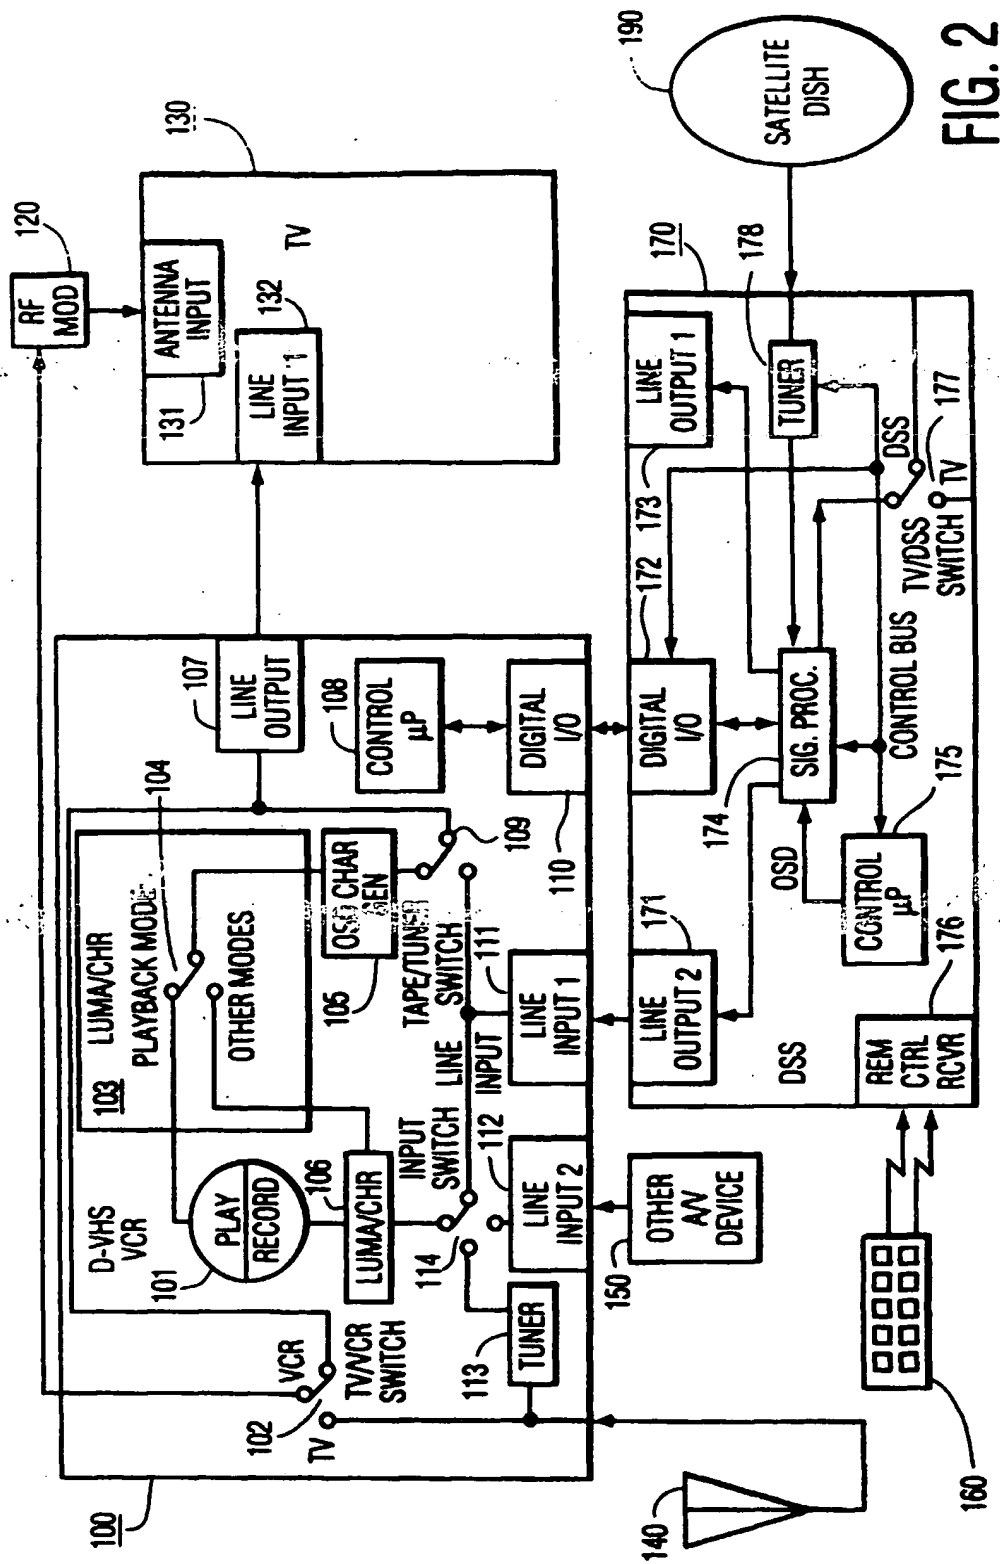 100
D-VHS
VCR
101
PLAY
RECORD
102
VCR
TV
TV/VCR
SWITCH
103
LUMA/CHR
PLAYBACK MODE
OTHER MODES
104
105
OSD CHAR
GEN
106
LUMA/CHR
107
LINE
OUTPUT
108
CONTROL
µP
109
TAPE/TUNER
SWITCH
110
DIGITAL
I/O
111
LINE
INPUT 1
LINE
INPUT
INPUT
SWITCH
112
LINE
INPUT 2
113
TUNER
114
120
RF
MOD
130
TV
131
ANTENNA
INPUT
132
LINE
INPUT 1
140
150
OTHER
A/V
DEVICE
160
170
DSS
171
LINE
OUTPUT 2
172
DIGITAL
I/O
173
LINE
OUTPUT 1
174
SIG. PROC.
OSD
175
CONTROL
µP
CONTROL BUS
176
REM
CTRL
RCVR
177
DSS
TV
TV/DSS
SWITCH
178
TUNER
190
SATELLITE
DISH
FIG. 2